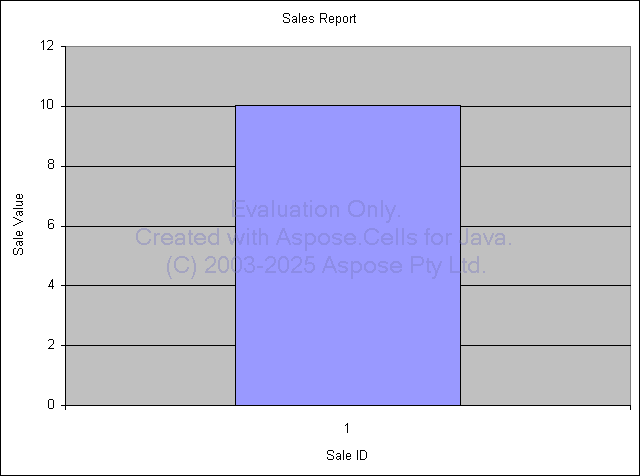 Sales Report
12
10
8
6
4
2
0
Sale Value
Evaluation Only.
Created with Aspose.Cells for Java.
(C) 2003-2025 Aspose Pty Ltd.
1
Sale ID